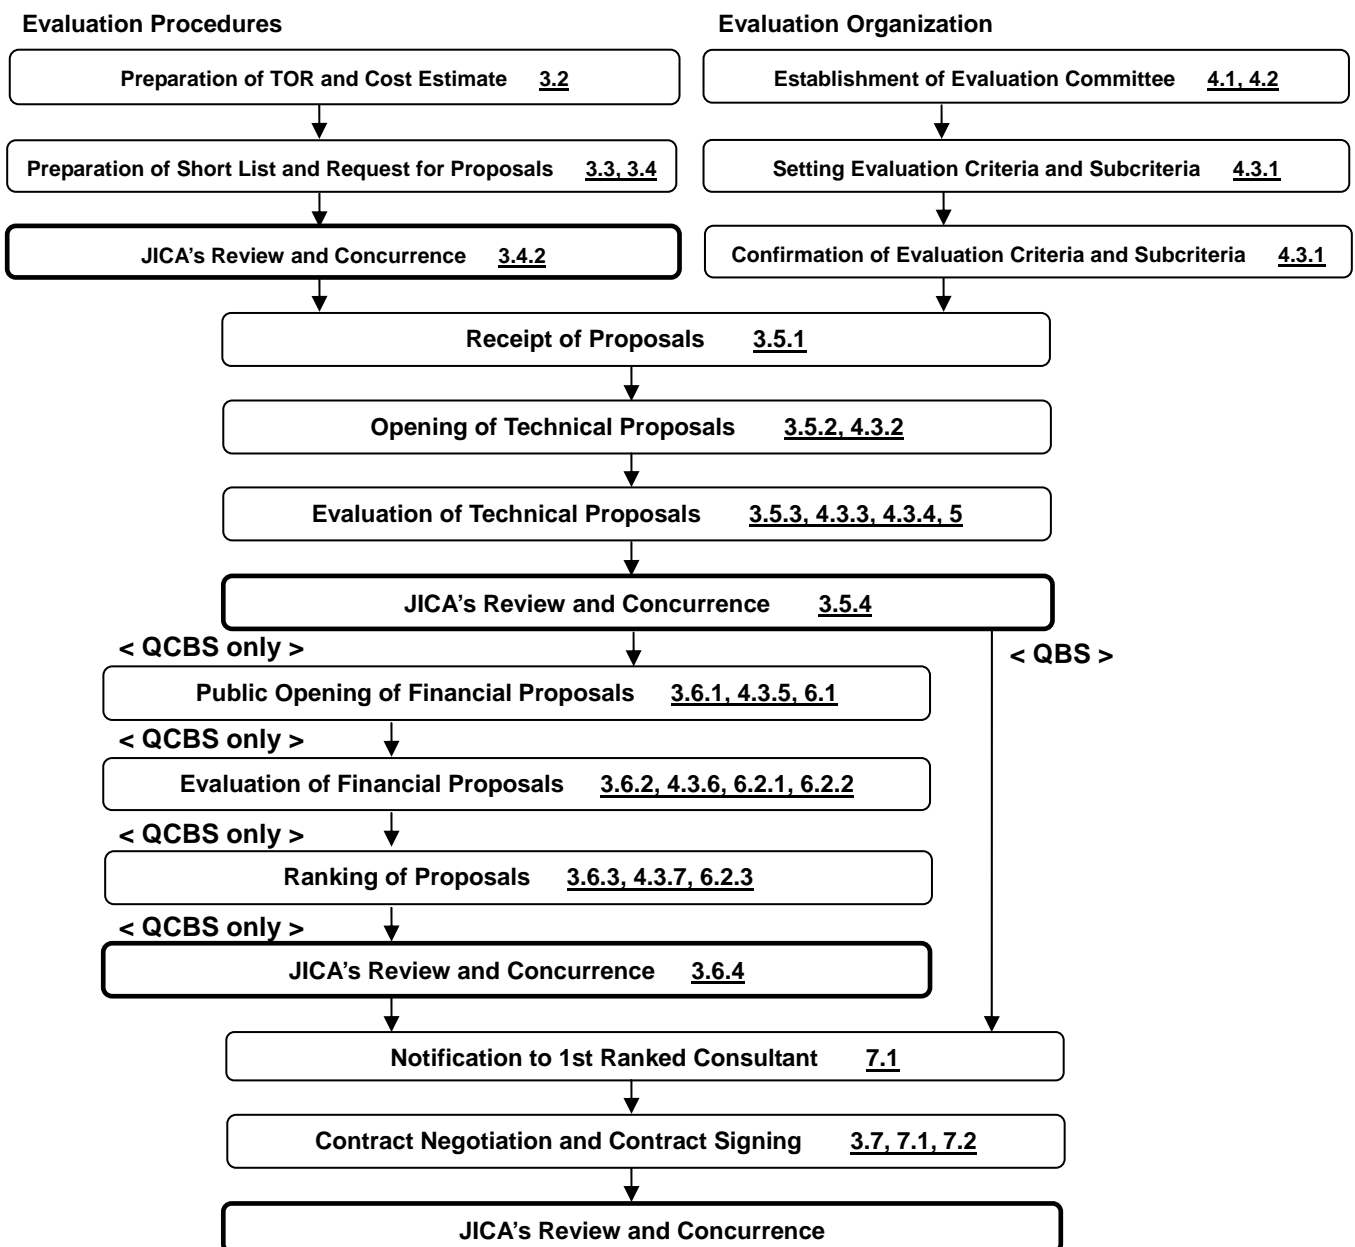 Evaluation Procedures
Evaluation Organization
Preparation of TOR and Cost Estimate 3.2
Establishment of Evaluation Committee 4.1, 4.2
Preparation of Short List and Request for Proposals 3.3, 3.4
Setting Evaluation Criteria and Subcriteria 4.3.1
JICA's Review and Concurrence 3.4.2
Confirmation of Evaluation Criteria and Subcriteria 4.3.1
Receipt of Proposals 3.5.1
Opening of Technical Proposals 3.5.2, 4.3.2
Evaluation of Technical Proposals 3.5.3, 4.3.3, 4.3.4, 5
JICA's Review and Concurrence 3.5.4
< QCBS only >
< QBS >
Public Opening of Financial Proposals 3.6.1, 4.3.5, 6.1
< QCBS only >
Evaluation of Financial Proposals 3.6.2, 4.3.6, 6.2.1, 6.2.2
< QCBS only >
Ranking of Proposals 3.6.3, 4.3.7, 6.2.3
< QCBS only >
JICA's Review and Concurrence 3.6.4
Notification to 1st Ranked Consultant 7.1
Contract Negotiation and Contract Signing 3.7, 7.1, 7.2
JICA's Review and Concurrence